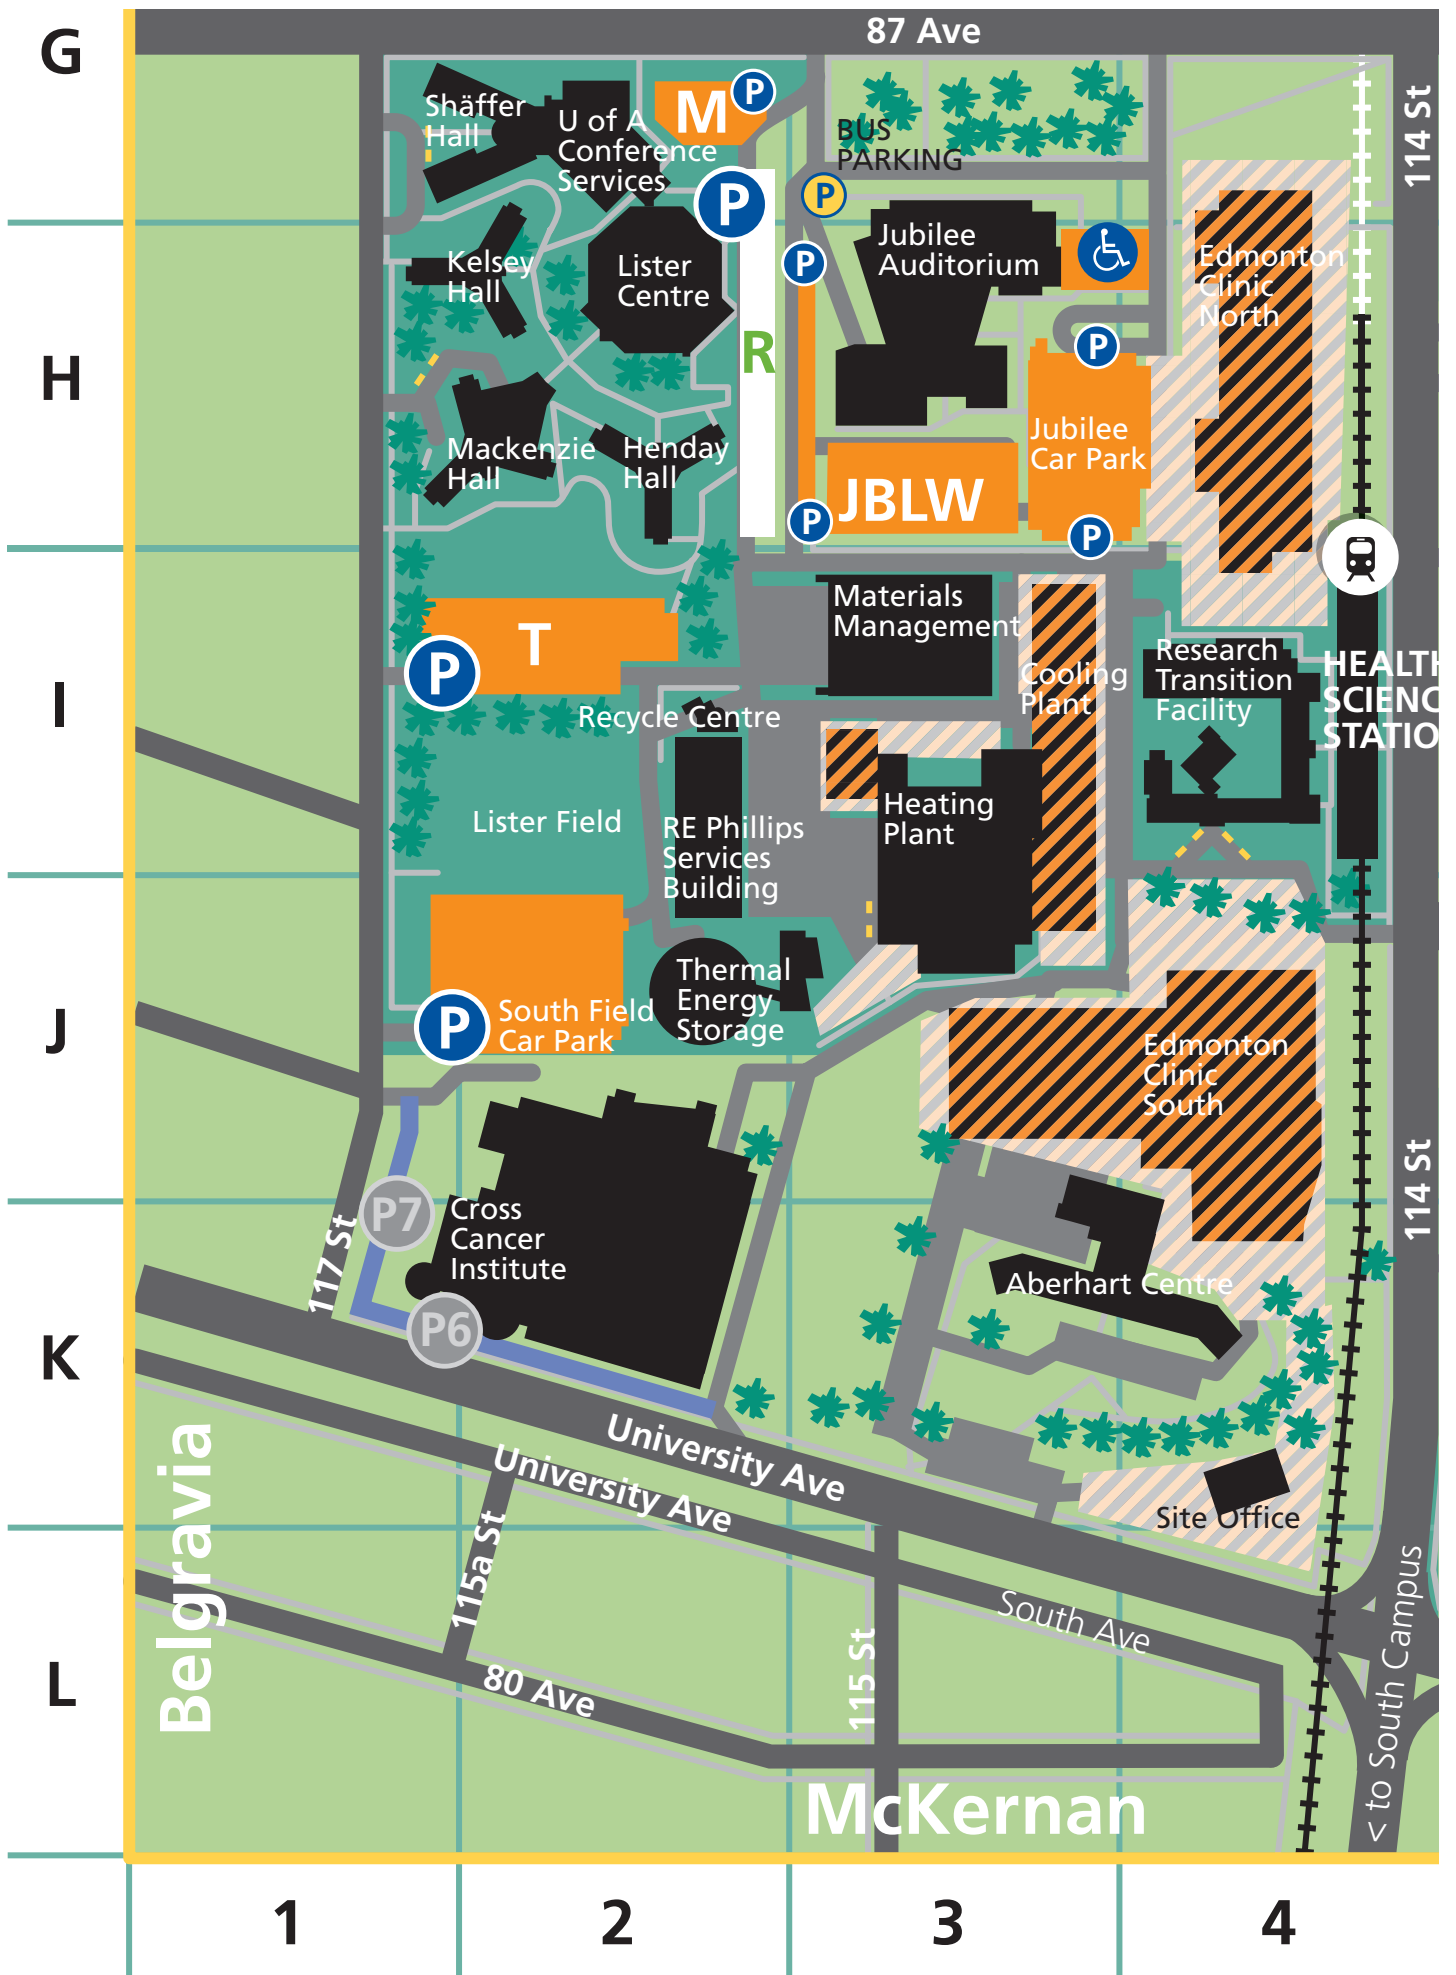 G
87 Ave
114 St
Shäffer
Hall
U of A
Conference
Services
M
P
BUS
PARKING
P
P
Kelsey
Hall
Lister
Centre
P
Jubilee
Auditorium
Edmonton
Clinic
North
H
R
P
Mackenzie
Hall
Henday
Hall
Jubilee
Car Park
JBLW
P
P
T
P
Materials
Management
Cooling
Plant
Research
Transition
Facility
HEALTH
SCIENC
STATIO
I
Recycle Centre
Lister Field
RE Phillips
Services
Building
Heating
Plant
J
P
South Field
Car Park
Thermal
Energy
Storage
Edmonton
Clinic
South
114 St
P7
117 St
Cross
Cancer
Institute
P6
Aberhart Centre
K
University Ave
University Ave
Site Office
Belgravia
115a St
South Ave
115 St
80 Ave
L
< to South Campus
McKernan
1
2
3
4